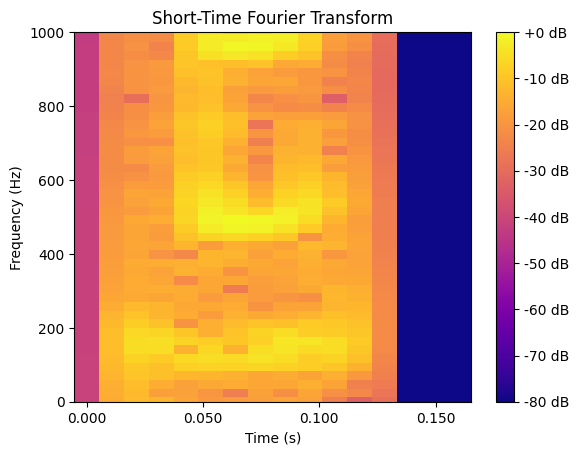 Short-Time Fourier Transform
1000
800
600
400
200
0
Frequency (Hz)
0.000
0.050
0.100
0.150
Time (s)
+0 dB
-10 dB
-20 dB
-30 dB
-40 dB
-50 dB
-60 dB
-70 dB
-80 dB